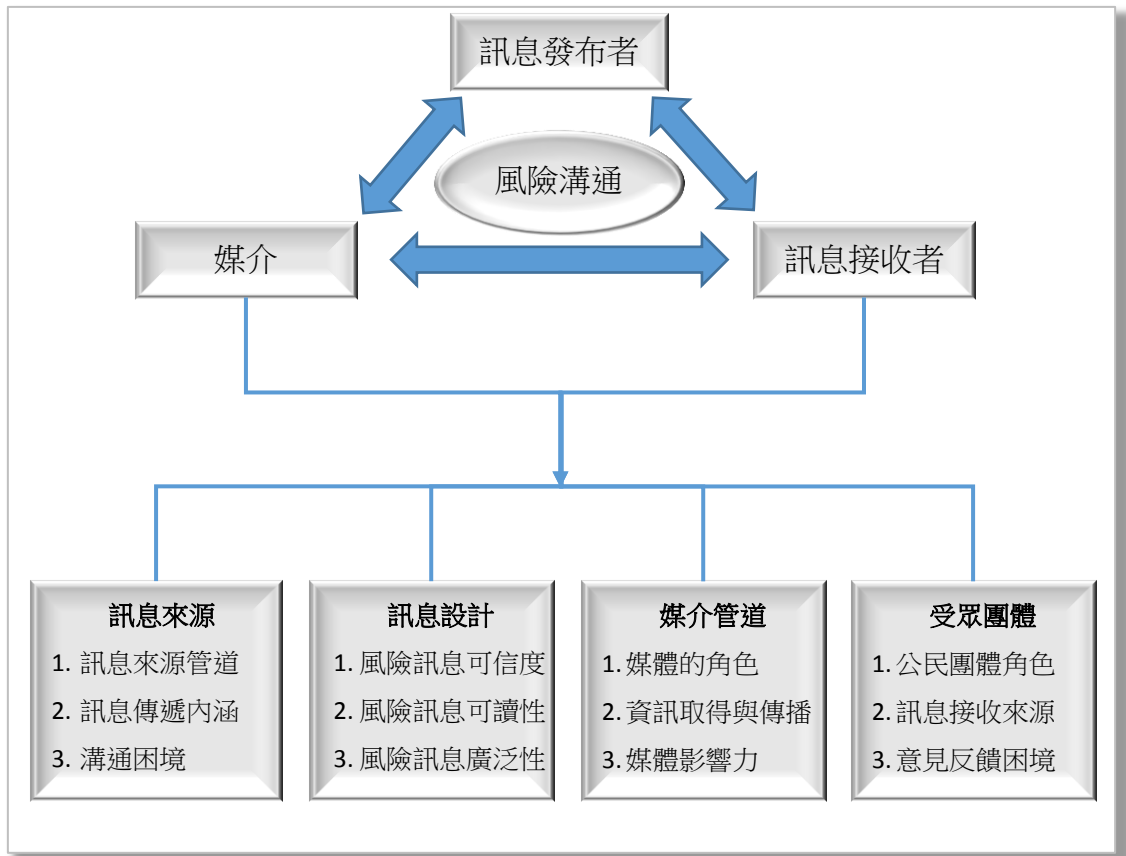 訊息發布者
風險溝通
媒介
訊息接收者
訊息來源
1. 訊息來源管道
2. 訊息傳遞內涵
3. 溝通困境
訊息設計
1. 風險訊息可信度
2. 風險訊息可讀性
3. 風險訊息廣泛性
媒介管道
1. 媒體的角色
2. 資訊取得與傳播
3. 媒體影響力
受眾團體
1. 公民團體角色
2. 訊息接收來源
3. 意見反饋困境